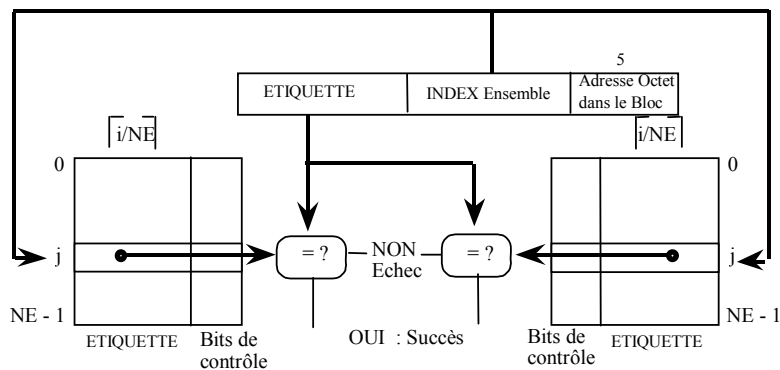 5
ETIQUETTE
INDEX Ensemble
Adresse Octet
dans le Bloc
i/NE
i/NE
0
0
j
= ?
NON
Echec
= ?
j
NE - 1
NE - 1
ETIQUETTE
Bits de
contrôle
OUI : Succès
Bits de
contrôle
ETIQUETTE